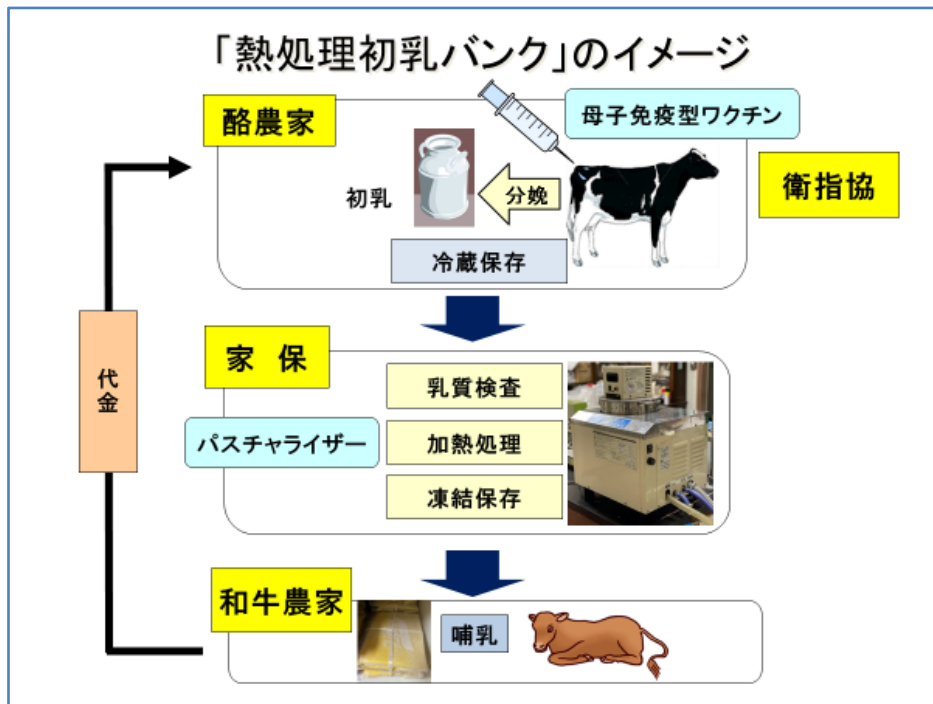 「熱処理初乳バンク」のイメージ
酪農家
母子免疫型ワクチン
衛指協
初乳
分娩
冷蔵保存
代金
家 保
乳質検査
パスチャライザー
加熱処理
凍結保存
和牛農家
哺乳